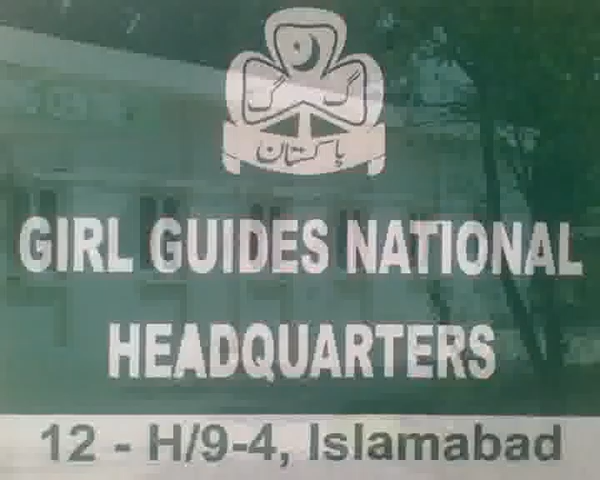 گ گ
پاکستان
GIRL GUIDES NATIONAL
HEADQUARTERS
12 - H/9-4, Islamabad